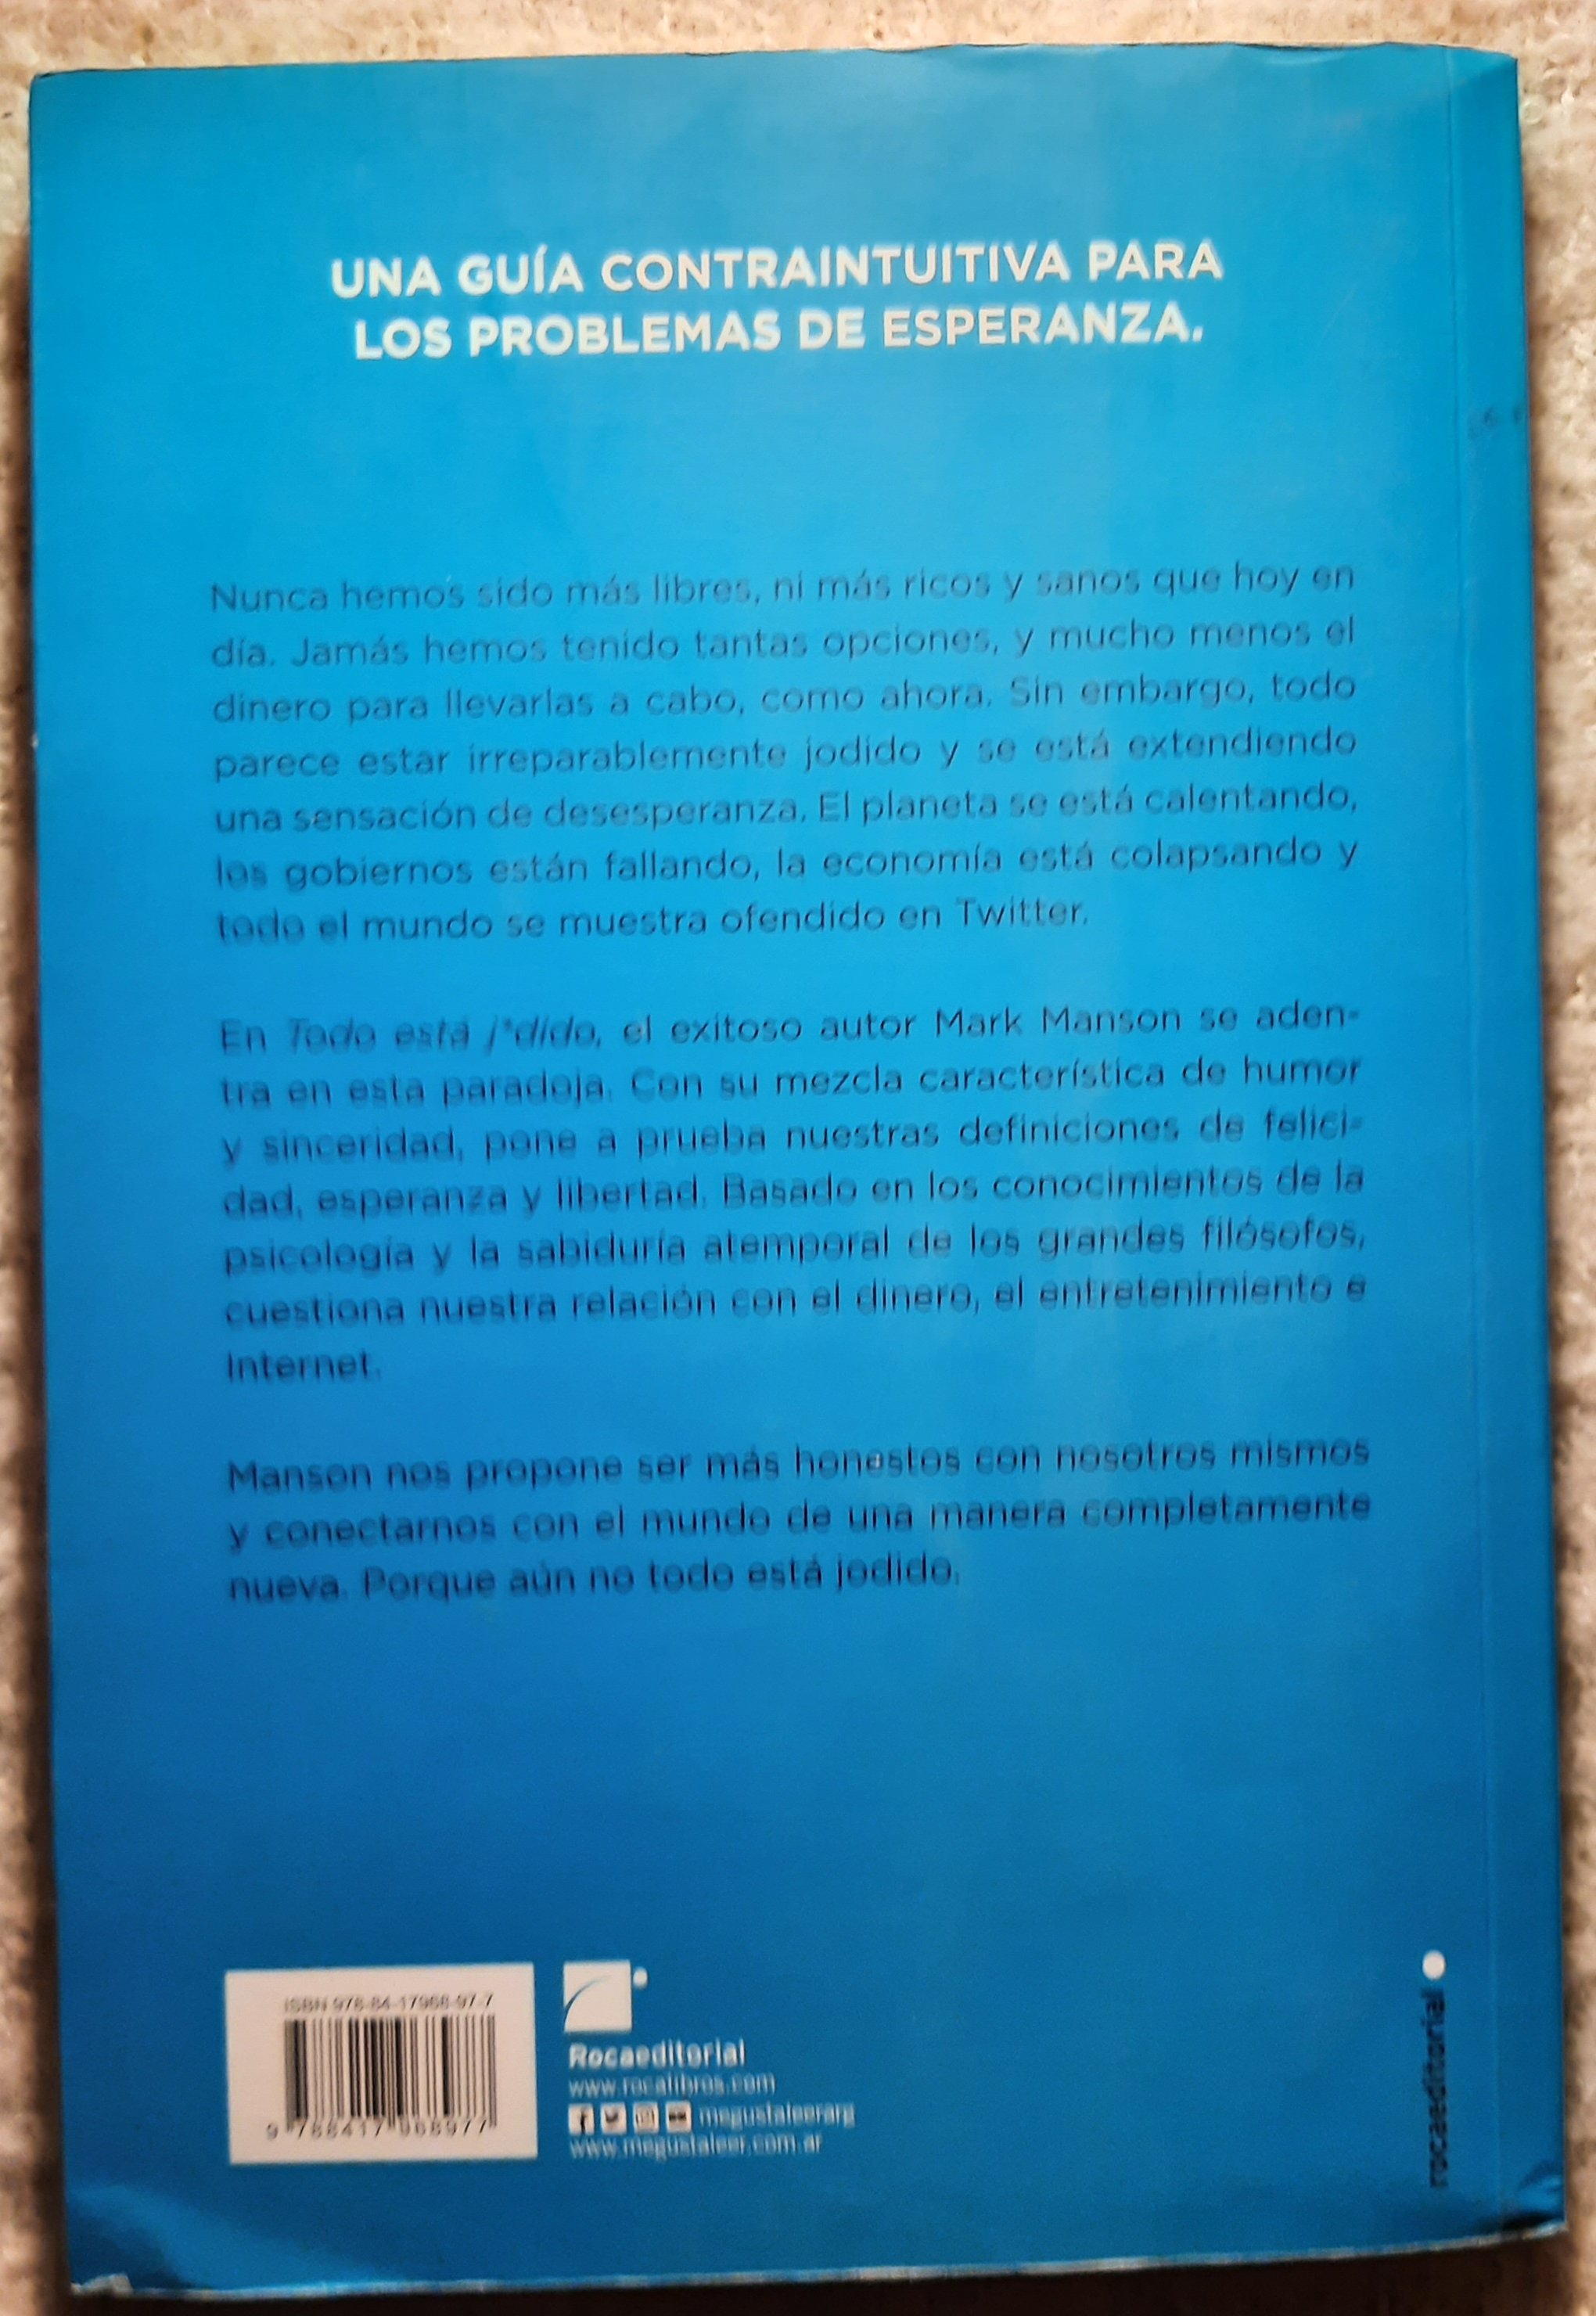 UNA GUÍA CONTRAINTUITIVA PARA
LOS PROBLEMAS DE ESPERANZA.
Nunca hemos sido más libres, ni más ricos y sanos que hoy en
día. Jamás hemos tenido tantas opciones, y mucho menos el
dinero para llevarlas a cabo, como ahora. Sin embargo, todo
parece estar irreparablemente jodido y se está extendiendo
una sensación de desesperanza. El planeta se está calentando,
los gobiernos están fallando, la economía está colapsando y
todo el mundo se muestra ofendido en Twitter.
En Todo está j*dido, el exitoso autor Mark Manson se aden-
tra en esta paradoja. Con su mezcla característica de humor
y sinceridad, pone a prueba nuestras definiciones de felici-
dad, esperanza y libertad. Basado en los conocimientos de la
psicología y la sabiduría atemporal de los grandes filósofos,
cuestiona nuestra relación con el dinero, el entretenimiento e
Internet.
Manson nos propone ser más honestos con nosotros mismos
y conectarnos con el mundo de una manera completamente
nueva. Porque aún no todo está jodido.
ISBN 978-84-17968-97-7
9 788417 968977
Rocaeditorial
www.rocalibros.com
megustaleerarg
www.megustaleer.com.ar
rocaeditorial